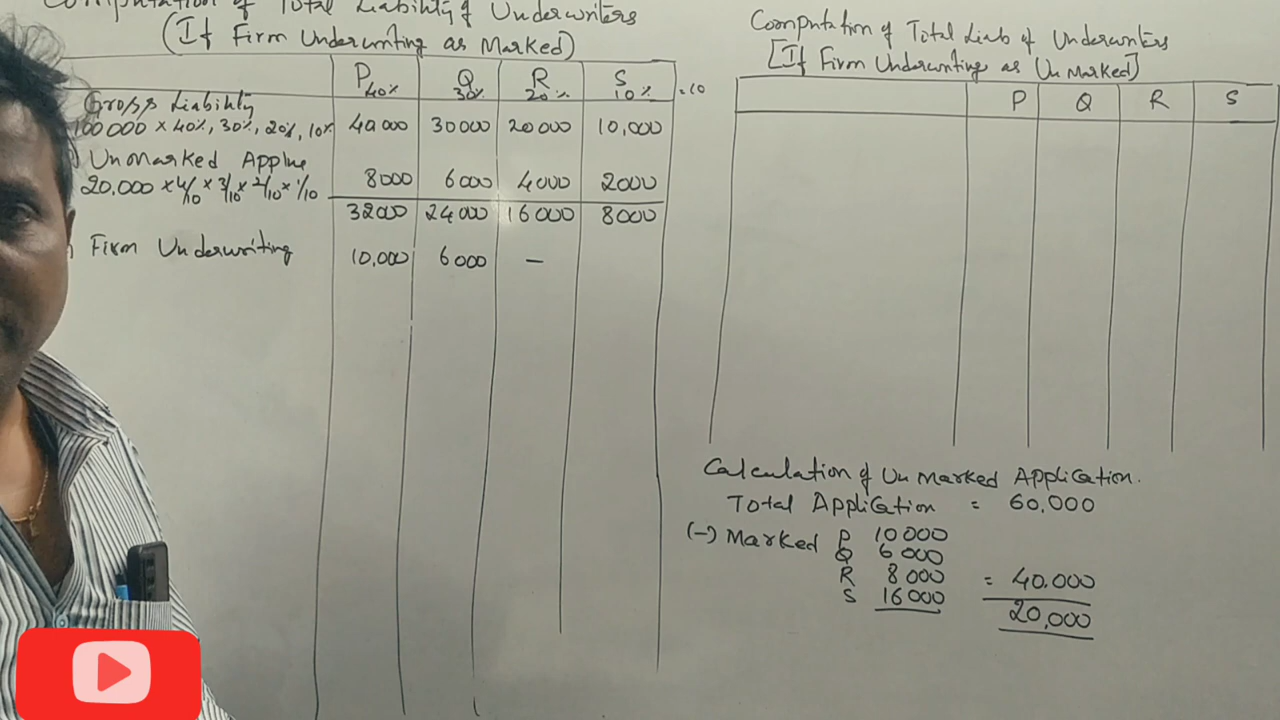 Computation of Total Liability of Underwriters
(If Firm Underwriting as Marked)
P Q R S
40% 30% 20% 10% = 10
Gross Liability
100000 × 40%, 30%, 20%, 10% 40000 30000 20000 10,000
UnMarked Appline
20,000 × 4/10 × 3/10 × 2/10 × 1/10 8000 6000 4000 2000
32000 24000 16000 8000
Firm Underwriting 10,000 6000 —
Computation of Total Liab of Underwriters
[If Firm Underwriting as UnMarked]
P Q R S
Calculation of UnMarked Application.
Total Application = 60,000
(-) Marked P 10000
Q 6000
R 8000 = 40.000
S 16000
20,000